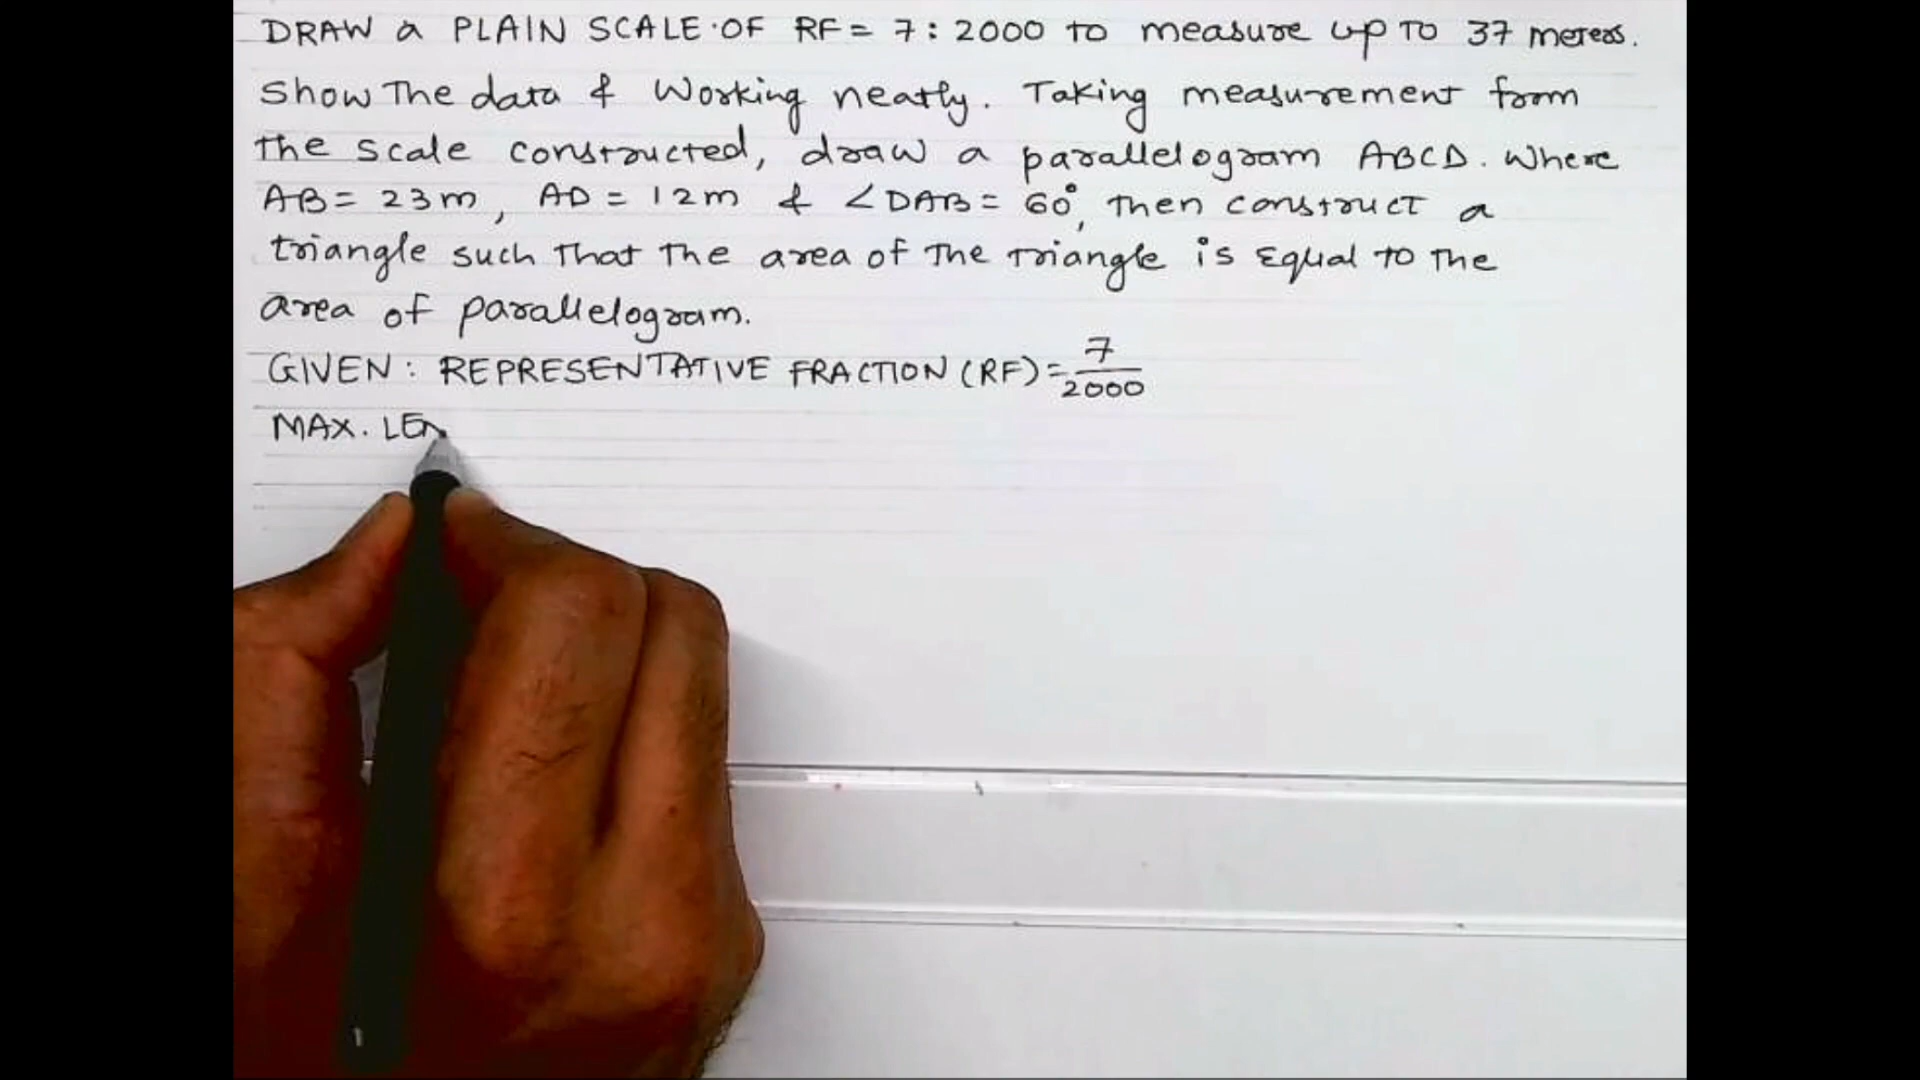 DRAW a PLAIN SCALE OF RF = 7 : 2000 to measure up To 37 meters.
Show The data & Working neatly. Taking measurement from
the scale constructed, draw a parallelogram ABCD. Where
AB = 23m, AD = 12m & ∠DAB = 60°, then construct a
triangle such That the area of The triangle is Equal to The
area of parallelogram.
GIVEN: REPRESENTATIVE FRACTION (RF) = 7/2000
MAX. LEN